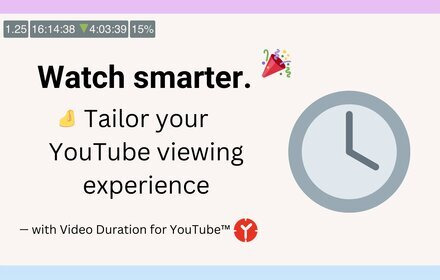 1.25 16:14:38 ▼4:03:39 15%
Watch smarter.
Tailor your
YouTube viewing
experience
– with Video Duration for YouTube™